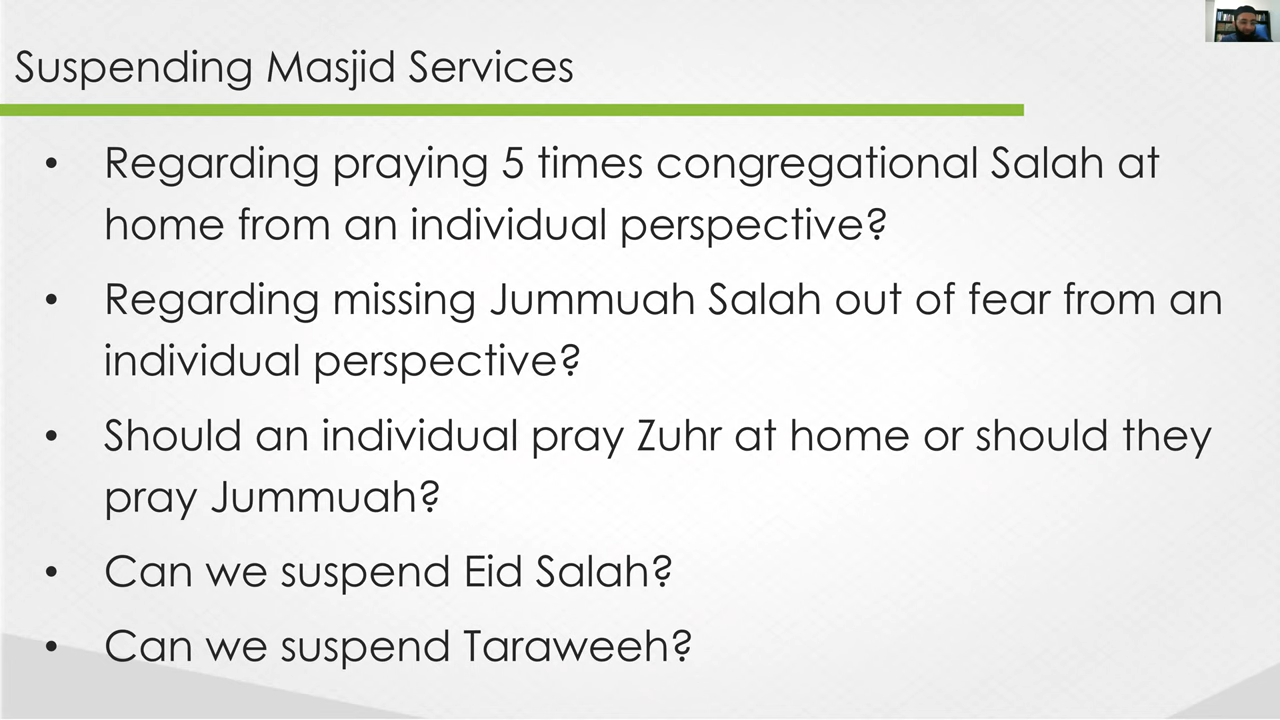 Suspending Masjid Services
• Regarding praying 5 times congregational Salah at
home from an individual perspective?
• Regarding missing Jummuah Salah out of fear from an
individual perspective?
• Should an individual pray Zuhr at home or should they
pray Jummuah?
• Can we suspend Eid Salah?
• Can we suspend Taraweeh?